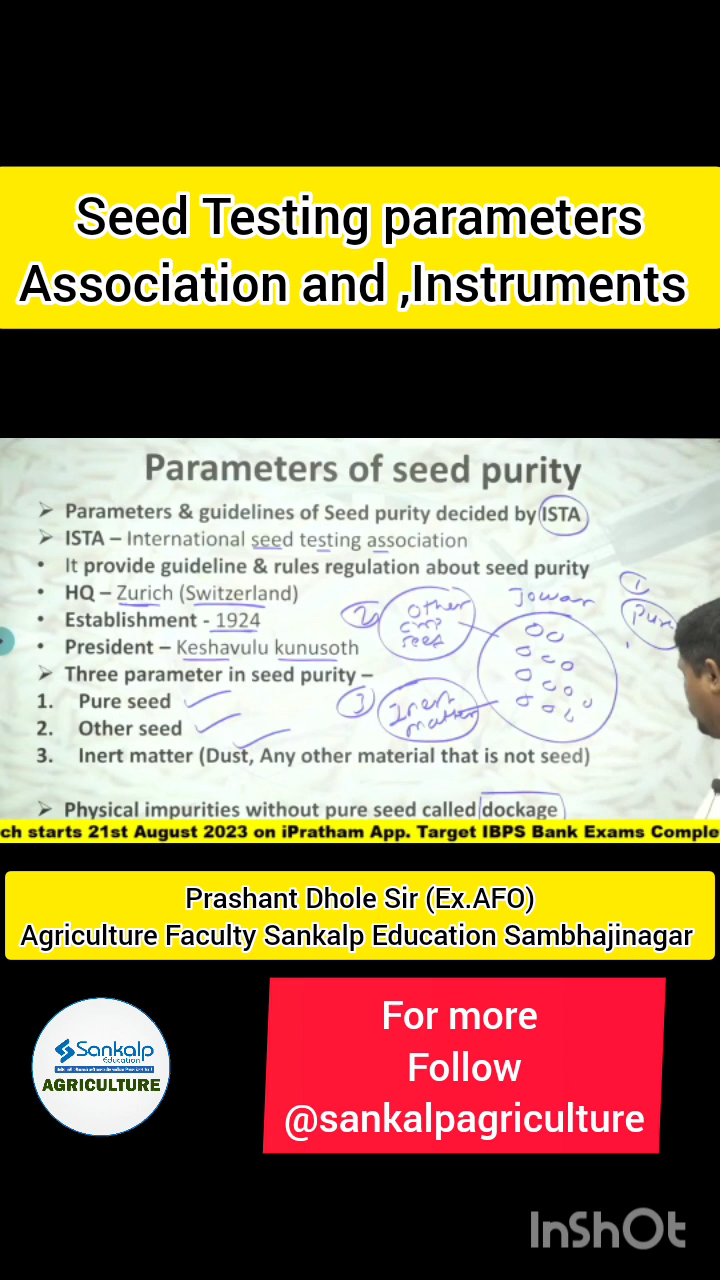 Seed Testing parameters
Association and ,Instruments
Parameters of seed purity
➤ Parameters & guidelines of Seed purity decided by ISTA
➤ ISTA – International seed testing association
• It provide guideline & rules regulation about seed purity
• HQ – Zurich (Switzerland)
• Establishment - 1924
• President – Keshavulu kunusoth
➤ Three parameter in seed purity –
1. Pure seed
2. Other seed
3. Inert matter (Dust, Any other material that is not seed)
➤ Physical impurities without pure seed called dockage
Jowar
1
Pure
2
Other
crop
seed
3
Inert
matter
ch starts 21st August 2023 on iPratham App. Target IBPS Bank Exams Comple
Prashant Dhole Sir (Ex.AFO)
Agriculture Faculty Sankalp Education Sambhajinagar
Sankalp
Education
AGRICULTURE
For more
Follow
@sankalpagriculture
InShOt